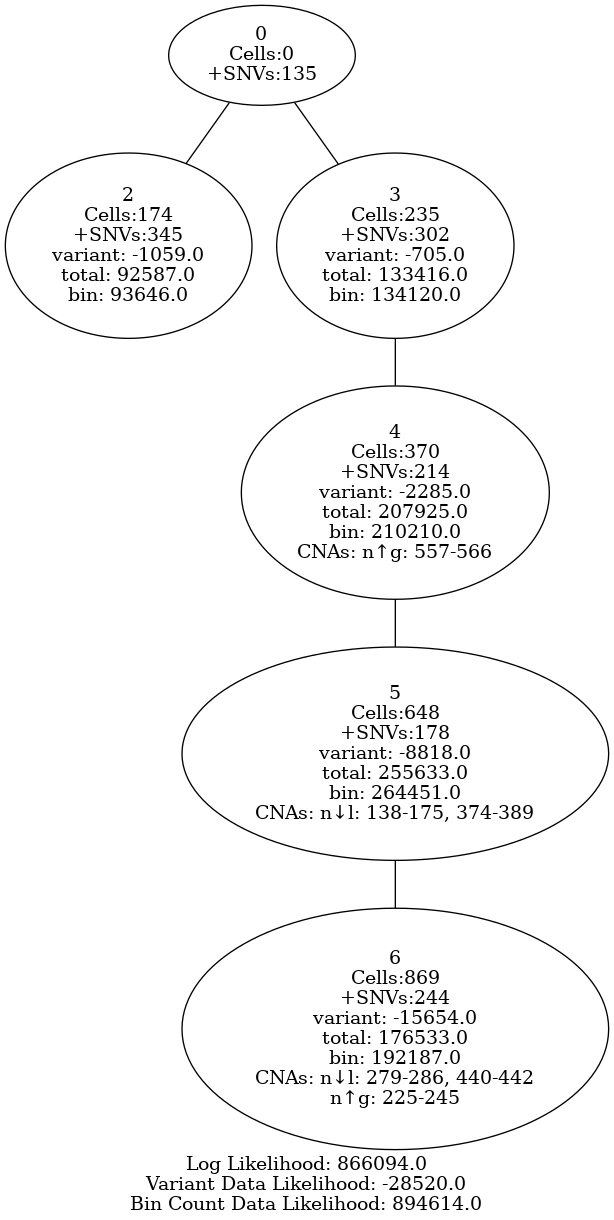 0
Cells:0
+SNVs:135
2
Cells:174
+SNVs:345
variant: -1059.0
total: 92587.0
bin: 93646.0
3
Cells:235
+SNVs:302
variant: -705.0
total: 133416.0
bin: 134120.0
4
Cells:370
+SNVs:214
variant: -2285.0
total: 207925.0
bin: 210210.0
CNAs: n↑g: 557-566
5
Cells:648
+SNVs:178
variant: -8818.0
total: 255633.0
bin: 264451.0
CNAs: n↓l: 138-175, 374-389
6
Cells:869
+SNVs:244
variant: -15654.0
total: 176533.0
bin: 192187.0
CNAs: n↓l: 279-286, 440-442
n↑g: 225-245
Log Likelihood: 866094.0
Variant Data Likelihood: -28520.0
Bin Count Data Likelihood: 894614.0